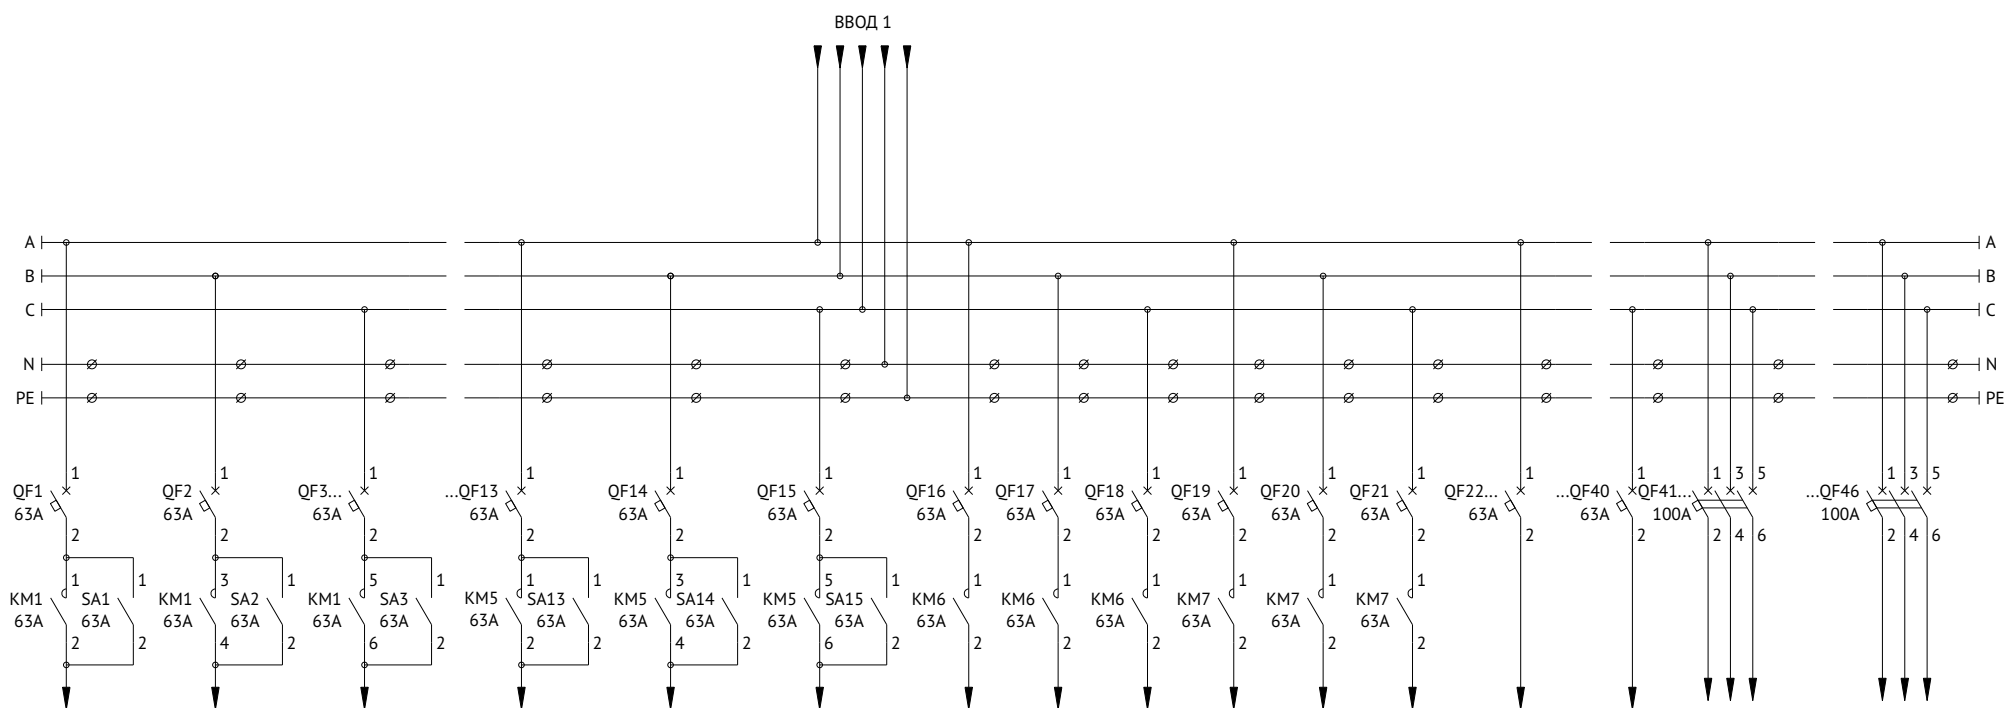 ВВОД 1
A A
B B
C C
N N
PE PE
1 1 1 1 1 1 1 1 1 1 1 1 1 1 1 3 5 1 3 5
QF1 QF2 QF3... ...QF13 QF14 QF15 QF16 QF17 QF18 QF19 QF20 QF21 QF22... ...QF40 QF41... ...QF46
63A 63A 63A 63A 63A 63A 63A 63A 63A 63A 63A 63A 63A 63A 100A 100A
2 2 2 2 2 2 2 2 2 2 2 2 2 2 2 4 6 2 4 6
1 1 3 1 5 1 1 1 3 1 5 1 1 1 1 1 1 1
KM1 SA1 KM1 SA2 KM1 SA3 KM5 SA13 KM5 SA14 KM5 SA15 KM6 KM6 KM6 KM7 KM7 KM7
63A 63A 63A 63A 63A 63A 63A 63A 63A 63A 63A 63A 63A 63A 63A 63A 63A 63A
2 2 4 2 6 2 2 2 4 2 6 2 2 2 2 2 2 2